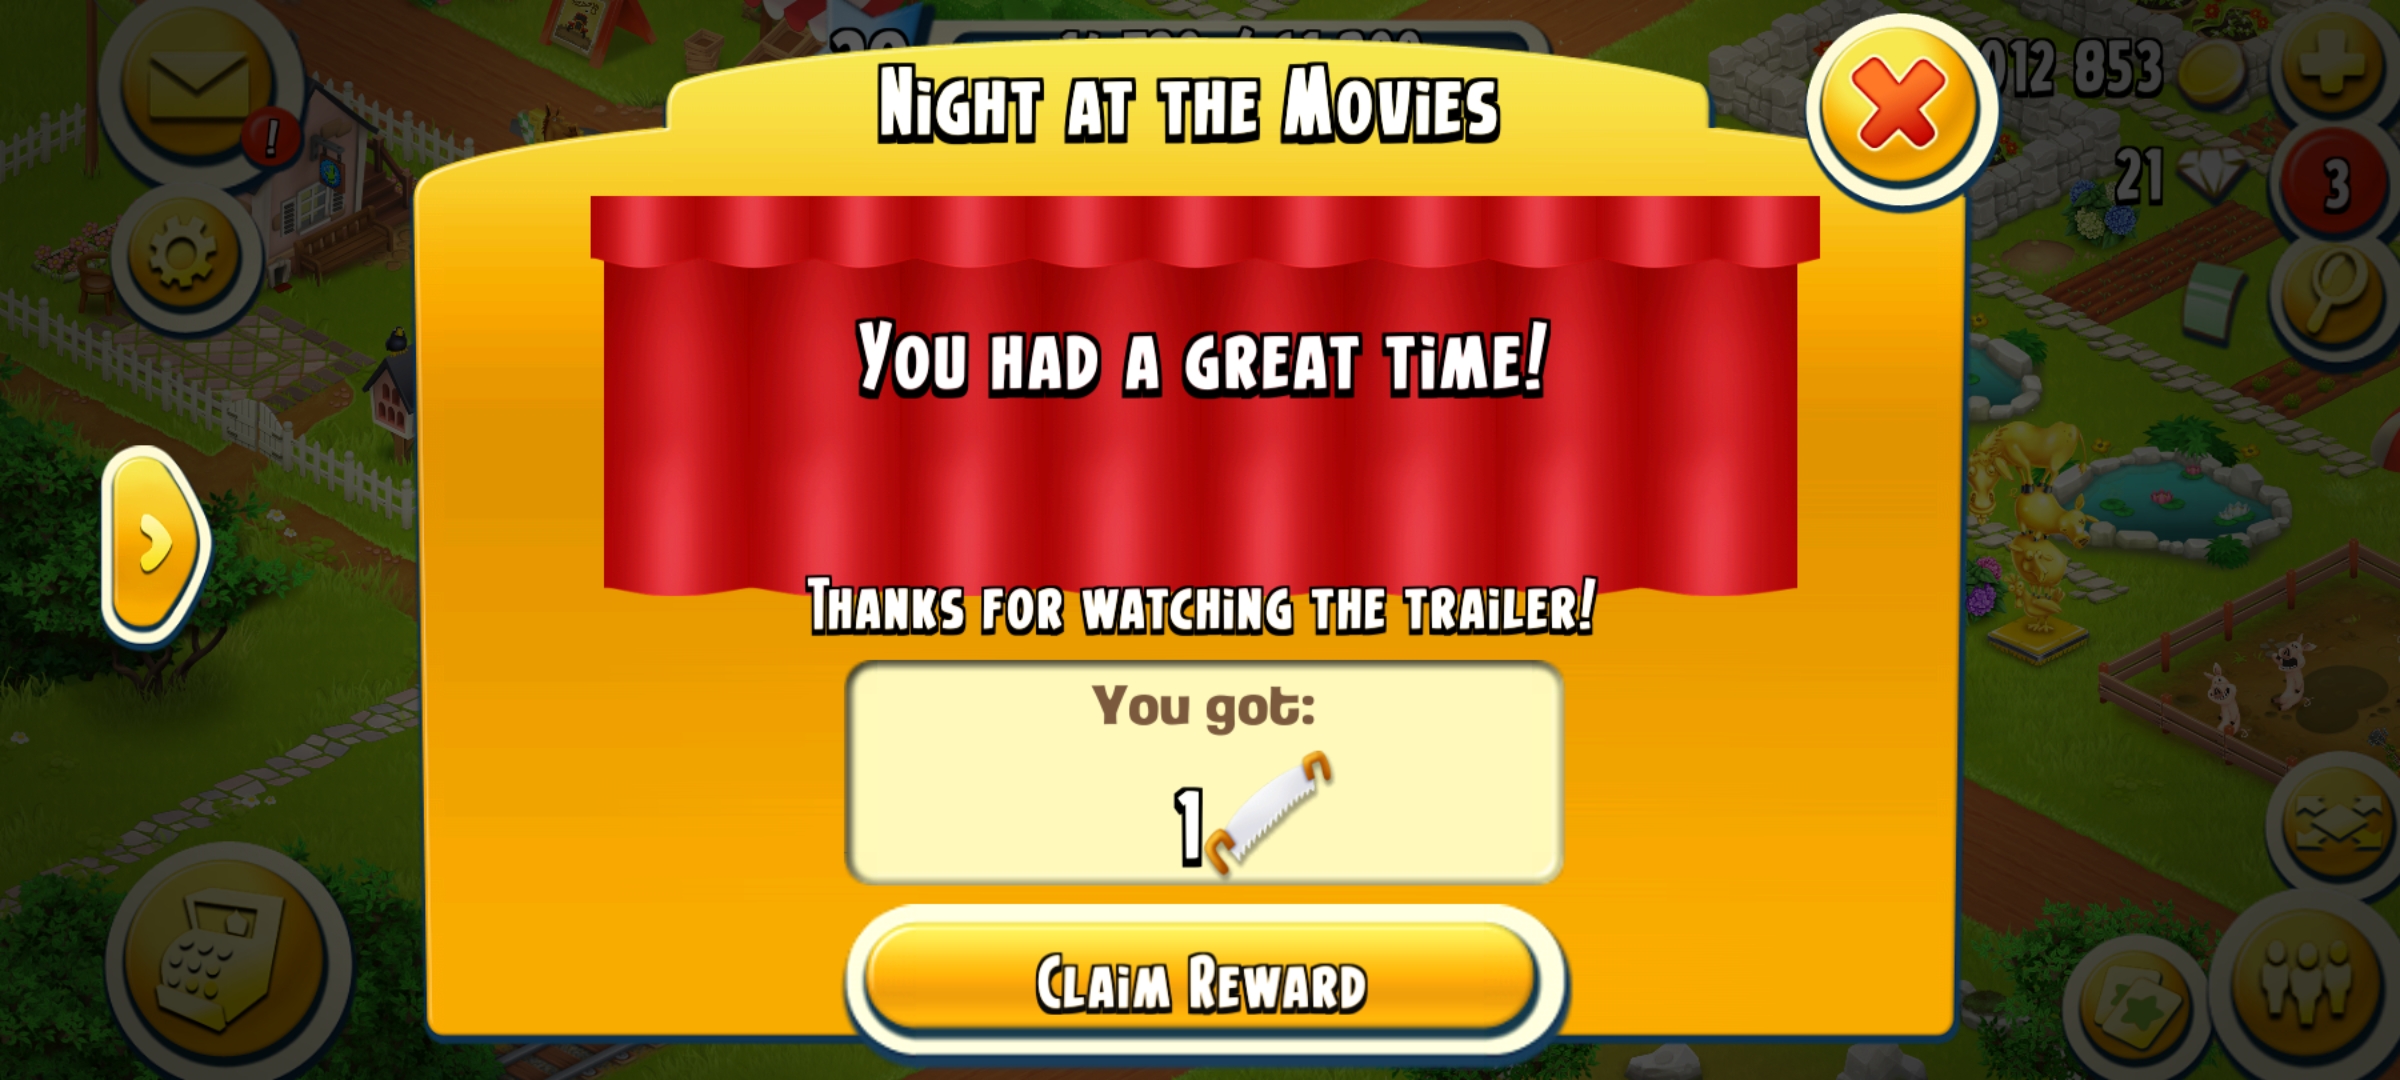 Night at the Movies
012 853
!
21
3
You had a great time!
Thanks for watching the trailer!
You got:
1
Claim Reward